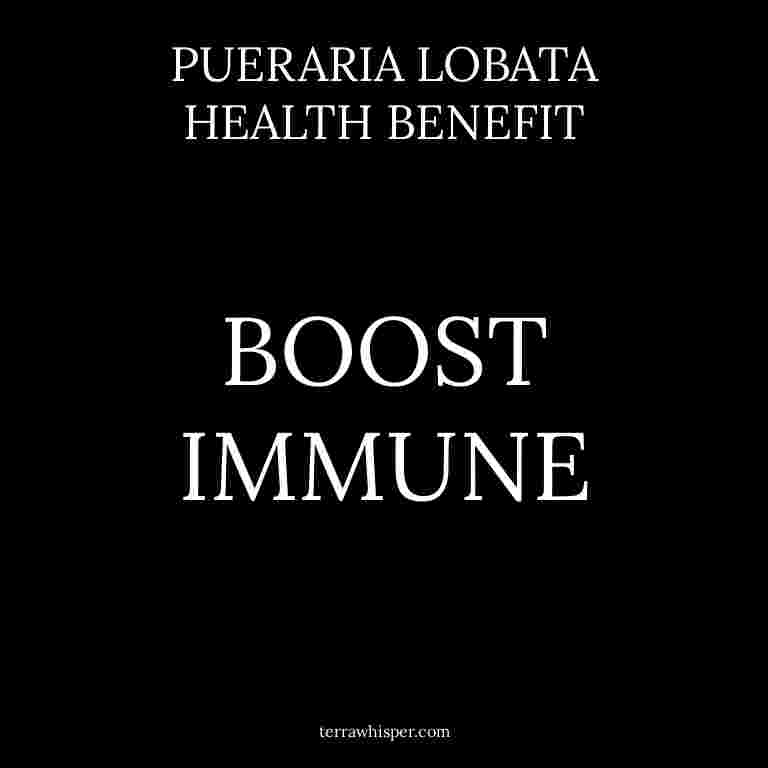 PUERARIA LOBATA
HEALTH BENEFIT
BOOST
IMMUNE
terrawhisper.com